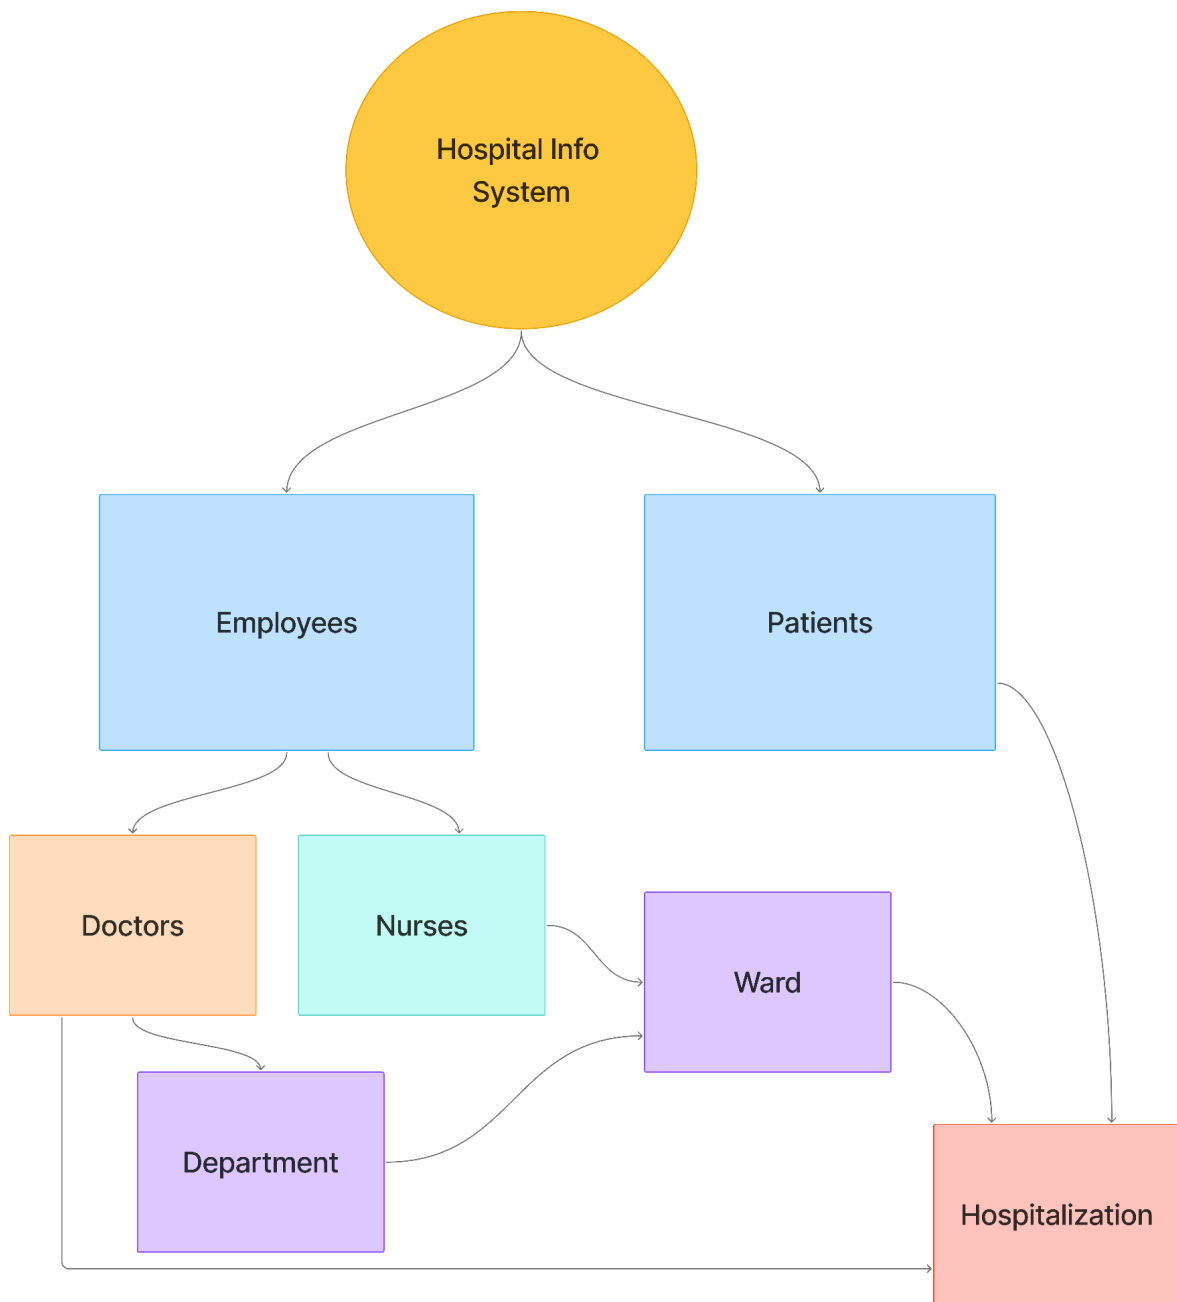 Hospital Info
System
Employees
Patients
Doctors
Nurses
Ward
Department
Hospitalization